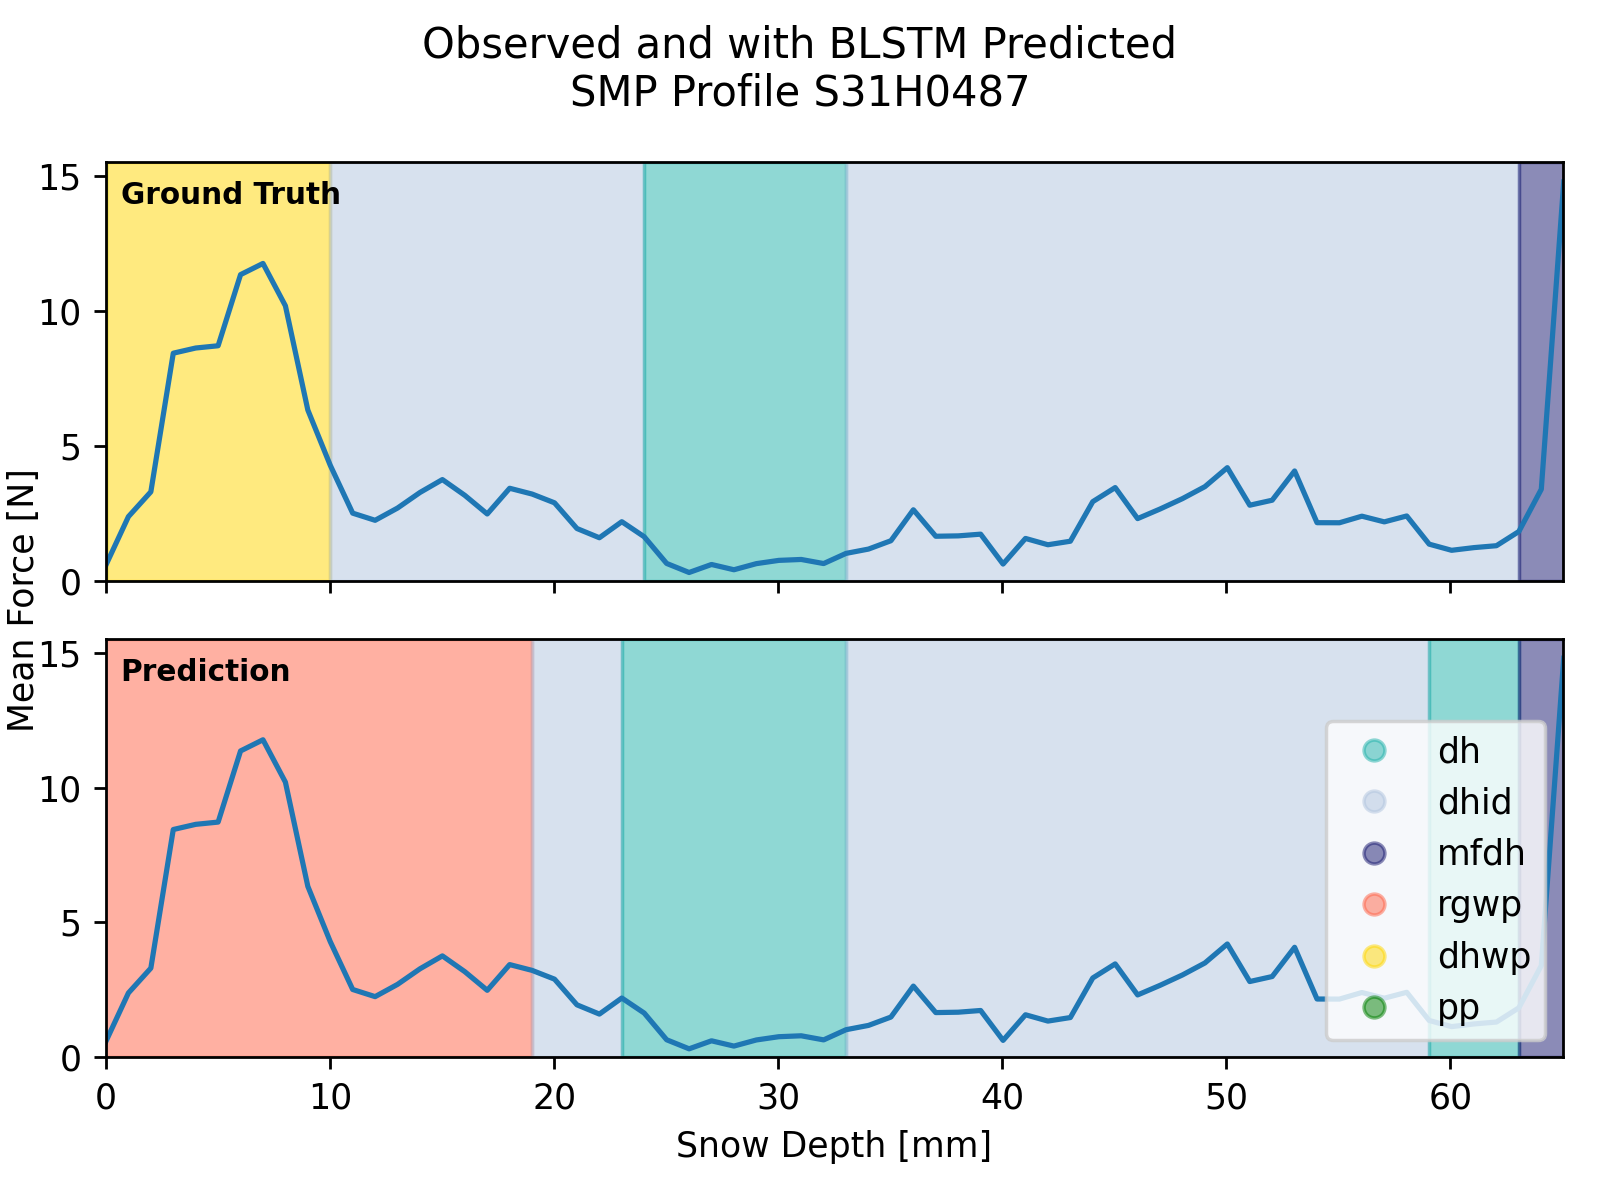 Observed and with BLSTM Predicted
SMP Profile S31H0487
15
Ground Truth
10
5
0
Mean Force [N]
15
Prediction
10
5
0
dh
dhid
mfdh
rgwp
dhwp
pp
0 10 20 30 40 50 60
Snow Depth [mm]